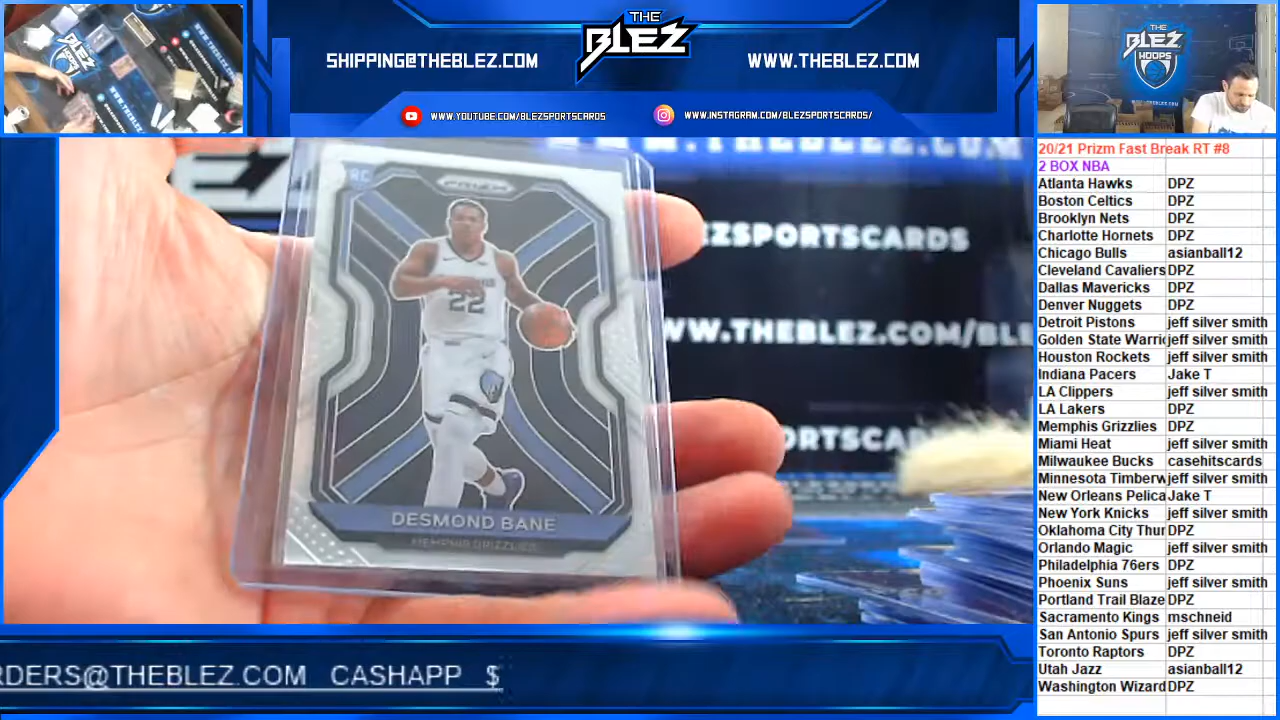 THE
BLEZ
SHIPPING@THEBLEZ.COM
WWW.THEBLEZ.COM
WWW.YOUTUBE.COM/BLEZSPORTSCARDS
WWW.INSTAGRAM.COM/BLEZSPORTSCARDS/
THE
BLEZ
HOOPS
RC
PRIZM
22
DESMOND BANE
MEMPHIS GRIZZLIES
EZSPORTSCARDS
WW.THEBLEZ.COM/BLE
ORTSCAR
20/21 Prizm Fast Break RT #8
2 BOX NBA
Atlanta Hawks DPZ
Boston Celtics DPZ
Brooklyn Nets DPZ
Charlotte Hornets DPZ
Chicago Bulls asianball12
Cleveland Cavaliers DPZ
Dallas Mavericks DPZ
Denver Nuggets DPZ
Detroit Pistons jeff silver smith
Golden State Warri jeff silver smith
Houston Rockets jeff silver smith
Indiana Pacers Jake T
LA Clippers jeff silver smith
LA Lakers DPZ
Memphis Grizzlies DPZ
Miami Heat jeff silver smith
Milwaukee Bucks casehitscards
Minnesota Timberw jeff silver smith
New Orleans Pelica Jake T
New York Knicks jeff silver smith
Oklahoma City Thur DPZ
Orlando Magic jeff silver smith
Philadelphia 76ers DPZ
Phoenix Suns jeff silver smith
Portland Trail Blaze DPZ
Sacramento Kings mschneid
San Antonio Spurs jeff silver smith
Toronto Raptors DPZ
Utah Jazz asianball12
Washington Wizard DPZ
RDERS@THEBLEZ.COM CASHAPP $